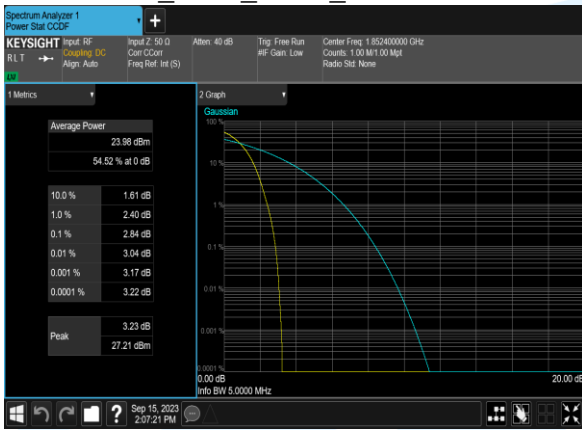 Spectrum Analyzer 1
Power Stat CCDF
+
KEYSIGHT
R L T
LV
Input: RF
Coupling: DC
Align: Auto
Input Z: 50 Ω
Corr CCorr
Freq Ref: Int (S)
Atten: 40 dB
Trig: Free Run
#IF Gain: Low
Center Freq: 1.852400000 GHz
Counts: 1.00 M/1.00 Mpt
Radio Std: None
1 Metrics
Average Power
23.98 dBm
54.52 % at 0 dB
10.0 % 1.61 dB
1.0 % 2.40 dB
0.1 % 2.84 dB
0.01 % 3.04 dB
0.001 % 3.17 dB
0.0001 % 3.22 dB
Peak 3.23 dB
27.21 dBm
2 Graph
Gaussian
100 %
10 %
1 %
0.1 %
0.01 %
0.001 %
0.0001 %
0.00 dB 20.00 dB
Info BW 5.0000 MHz
?
Sep 15, 2023
2:07:21 PM